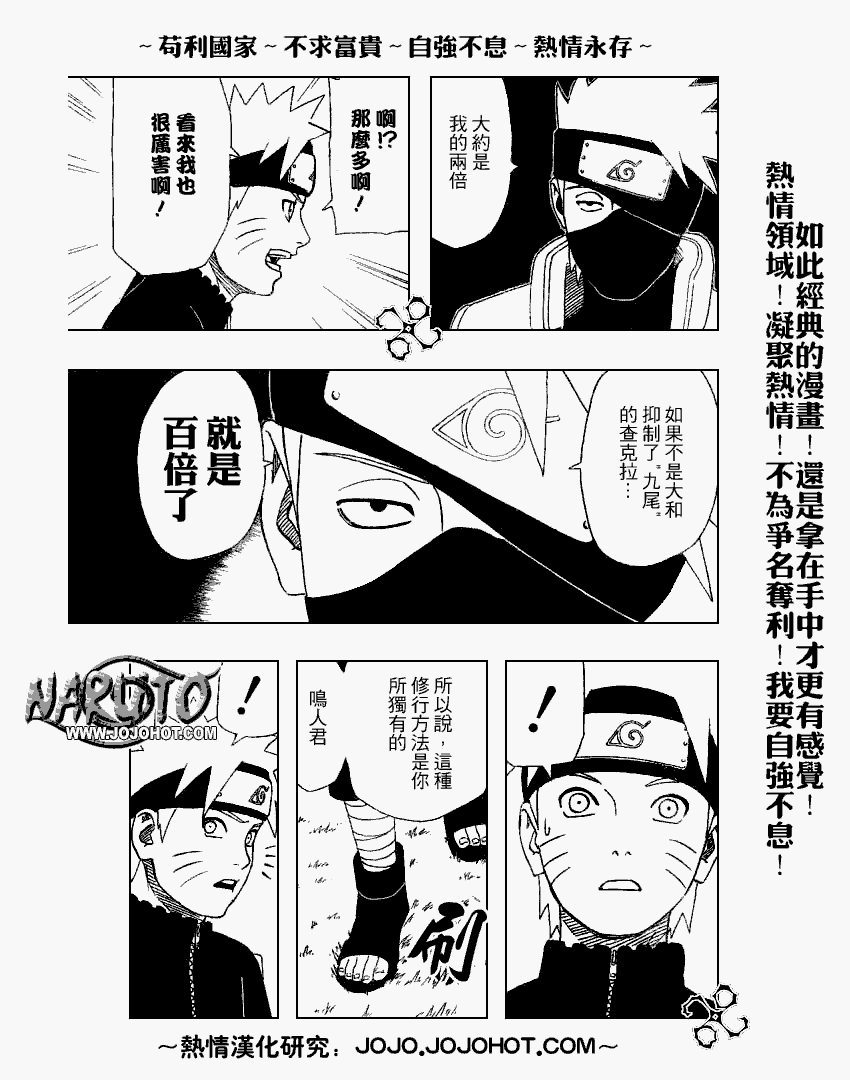 ～苟利國家～不求富貴～自強不息～熱情永存～
大約是
我的兩倍
啊!?
那麼多啊！
看來我也
很厲害啊！
如果不是大和
抑制了"九尾"
的查克拉…
就是
百倍了
！
所以說，這種
修行方法是你
所獨有的
鳴人君
刷
！
NARUTO
WWW.JOJOHOT.COM
如此經典的漫畫！還是拿在手中才更有感覺！
熱情領域！凝聚熱情！不為爭名奪利！我要自強不息！
～熱情漢化研究：JOJO.JOJOHOT.COM～